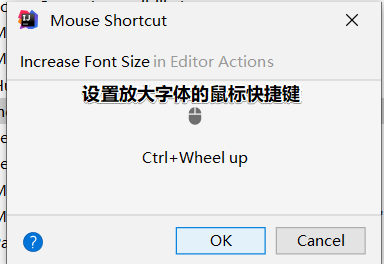 Mouse Shortcut
Increase Font Size in Editor Actions
设置放大字体的鼠标快捷键
Ctrl+Wheel up
?
OK
Cancel